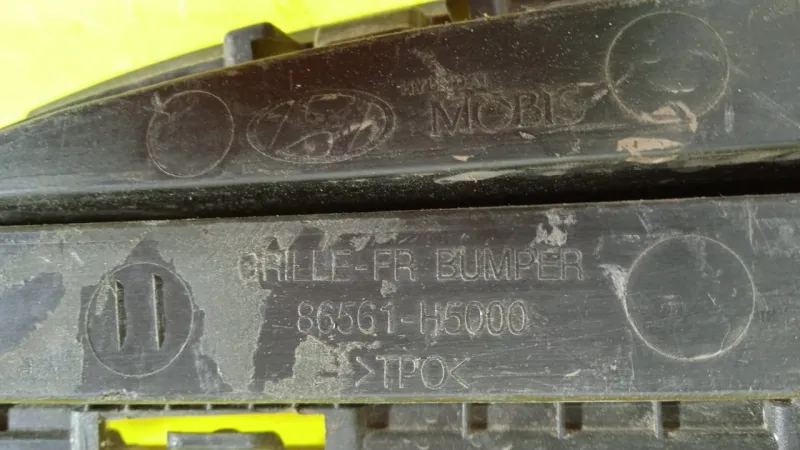 HYUNDAI
MOBIS
GRILLE-FR BUMPER
86561-H5000
>TPO<